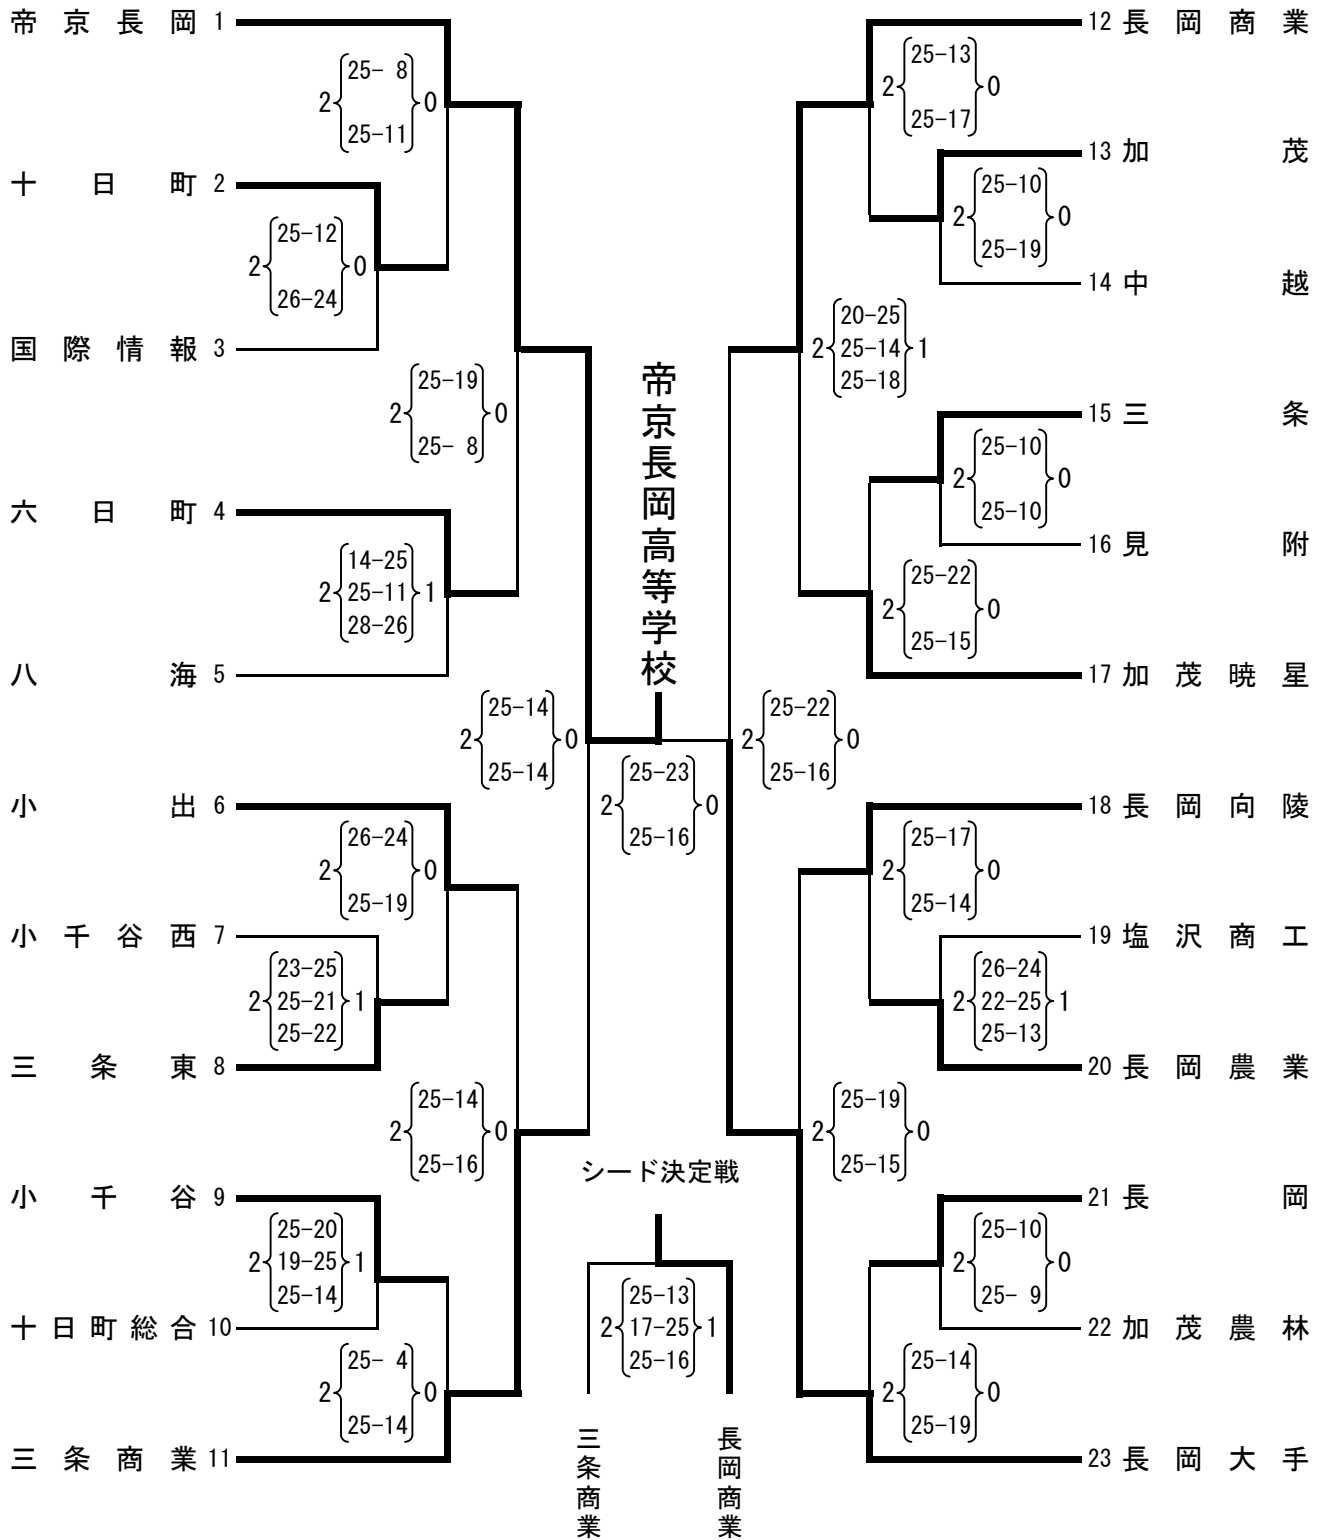 帝京長岡 1
2 25- 8 0
25-11
十日町 2
2 25-12 0
26-24
国際情報 3
2 25-19 0
25- 8
六日町 4
14-25
2 25-11 1
28-26
八海 5
2 25-14 0
25-14
小出 6
2 26-24 0
25-19
小千谷西 7
23-25
2 25-21 1
25-22
三条東 8
2 25-14 0
25-16
小千谷 9
25-20
2 19-25 1
25-14
十日町総合 10
2 25- 4 0
25-14
三条商業 11
帝京長岡高等学校
2 25-23 0
25-16
シード決定戦
25-13
2 17-25 1
25-16
三条商業
長岡商業
12 長岡商業
2 25-13 0
25-17
13 加茂
2 25-10 0
25-19
14 中越
20-25
2 25-14 1
25-18
15 三条
2 25-10 0
25-10
16 見附
2 25-22 0
25-15
17 加茂暁星
2 25-22 0
25-16
18 長岡向陵
2 25-17 0
25-14
19 塩沢商工
26-24
2 22-25 1
25-13
20 長岡農業
2 25-19 0
25-15
21 長岡
2 25-10 0
25- 9
22 加茂農林
2 25-14 0
25-19
23 長岡大手